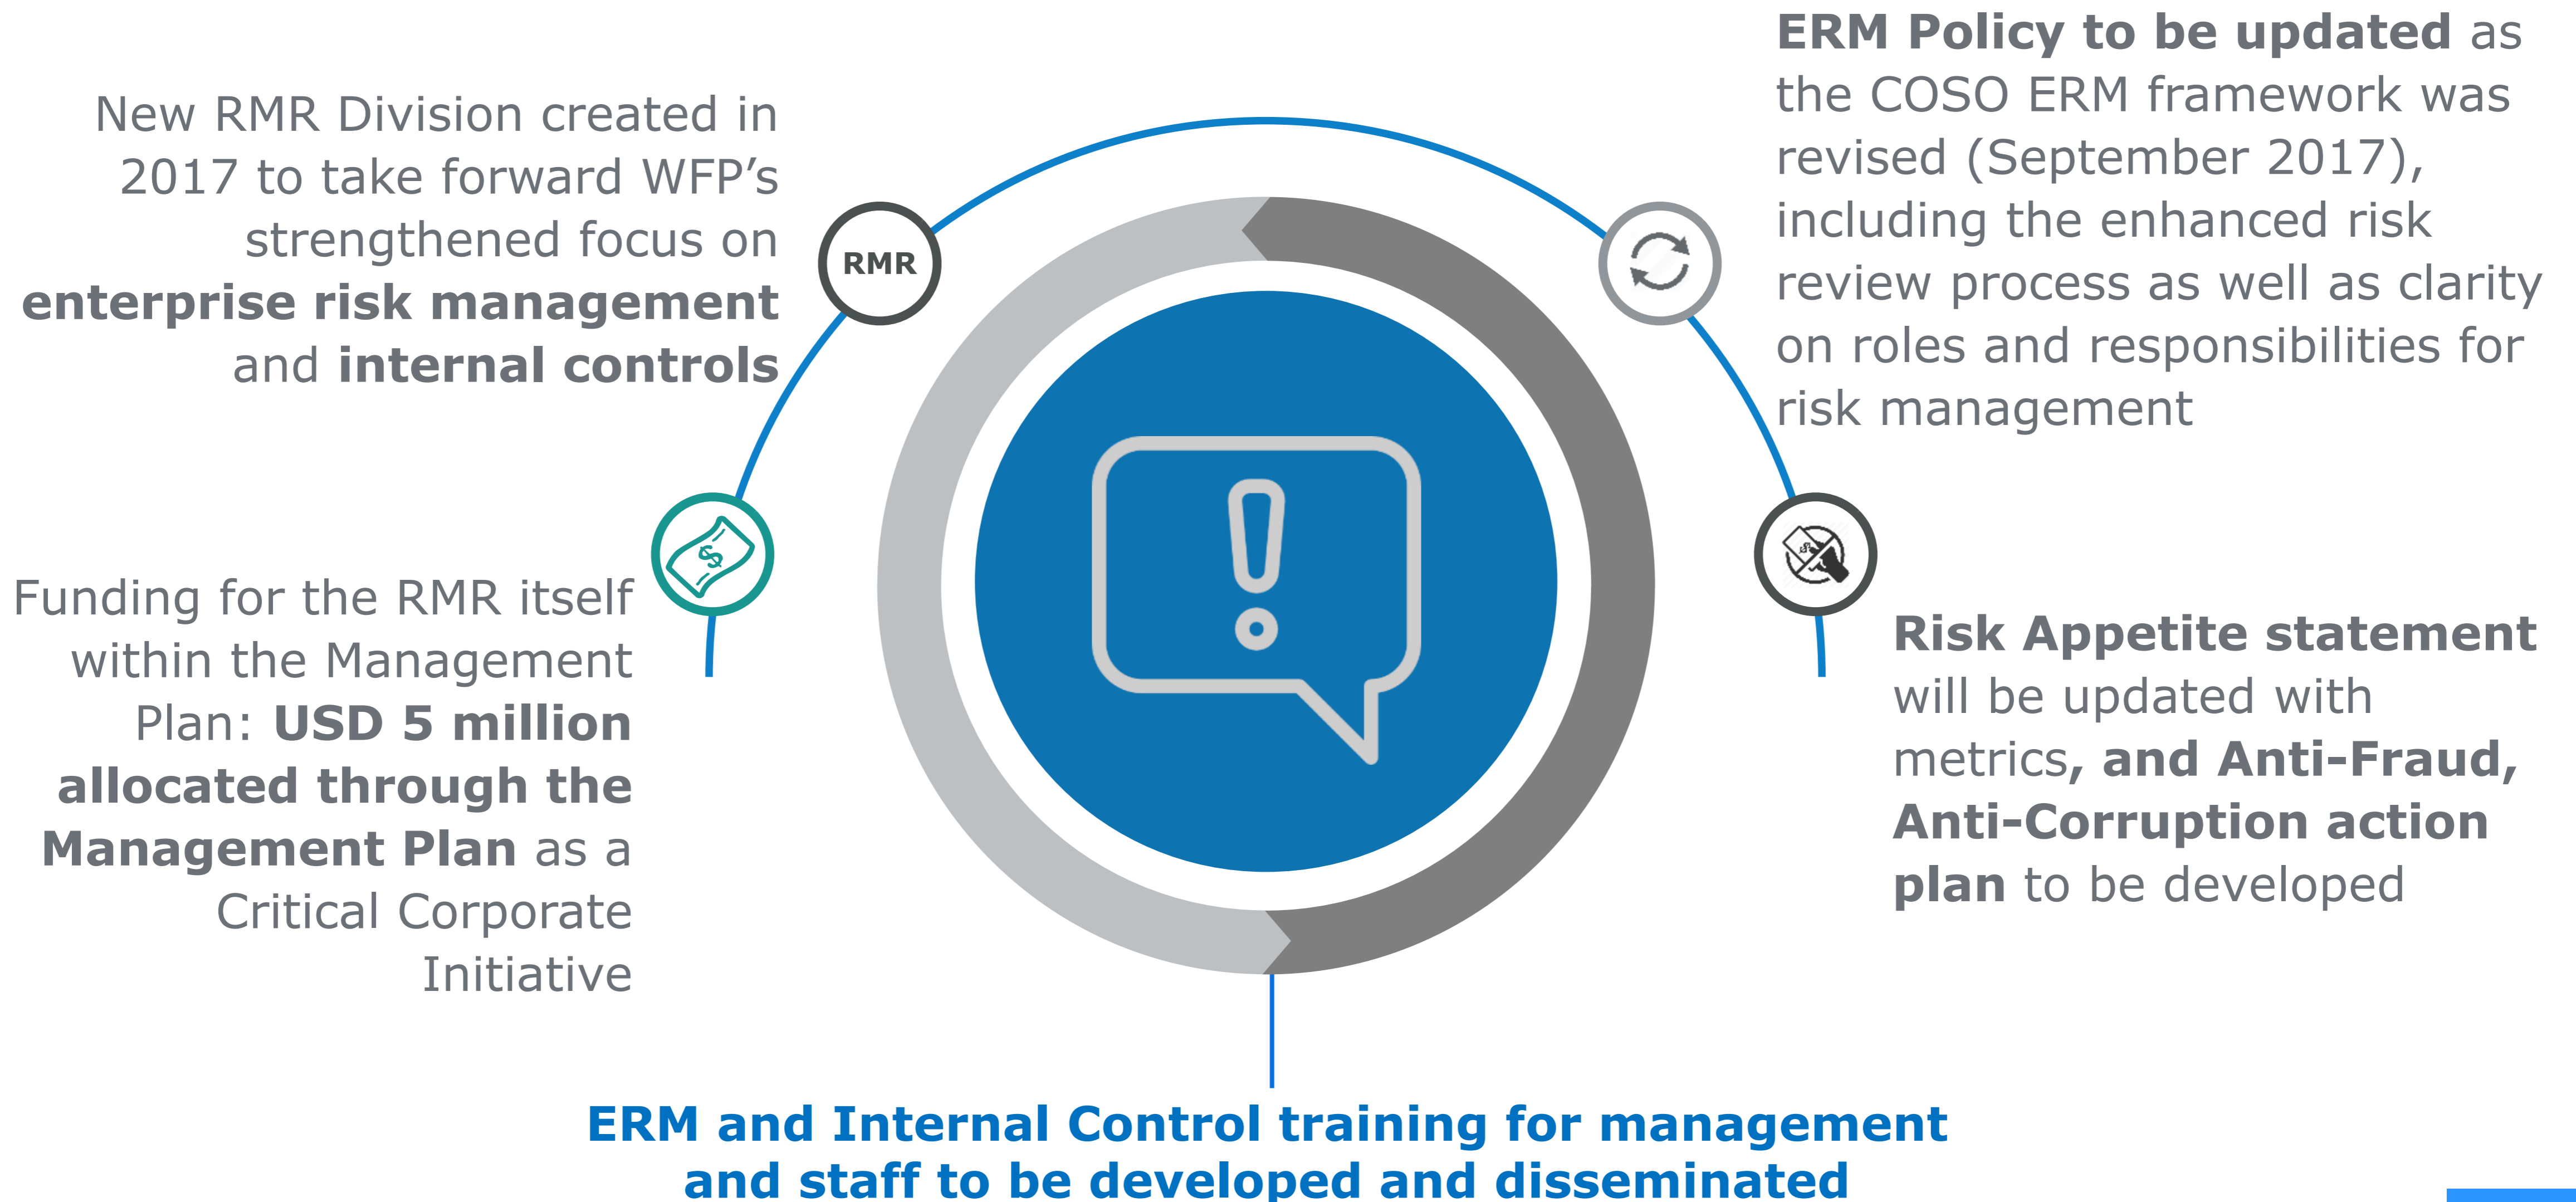 New RMR Division created in
2017 to take forward WFP’s
strengthened focus on
enterprise risk management
and internal controls
RMR
Funding for the RMR itself
within the Management
Plan: USD 5 million
allocated through the
Management Plan as a
Critical Corporate
Initiative
$
ERM Policy to be updated as
the COSO ERM framework was
revised (September 2017),
including the enhanced risk
review process as well as clarity
on roles and responsibilities for
risk management
Risk Appetite statement
will be updated with
metrics, and Anti-Fraud,
Anti-Corruption action
plan to be developed
ERM and Internal Control training for management
and staff to be developed and disseminated